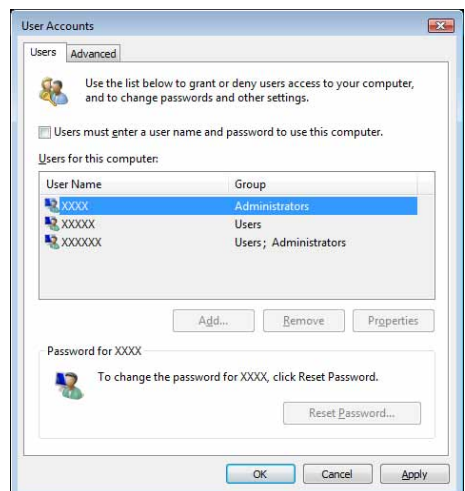 User Accounts
Users Advanced
Use the list below to grant or deny users access to your computer,
and to change passwords and other settings.
Users must enter a user name and password to use this computer.
Users for this computer:
User Name Group
XXXX Administrators
XXXXX Users
XXXXXX Users; Administrators
Add... Remove Properties
Password for XXXX
To change the password for XXXX, click Reset Password.
Reset Password...
OK Cancel Apply